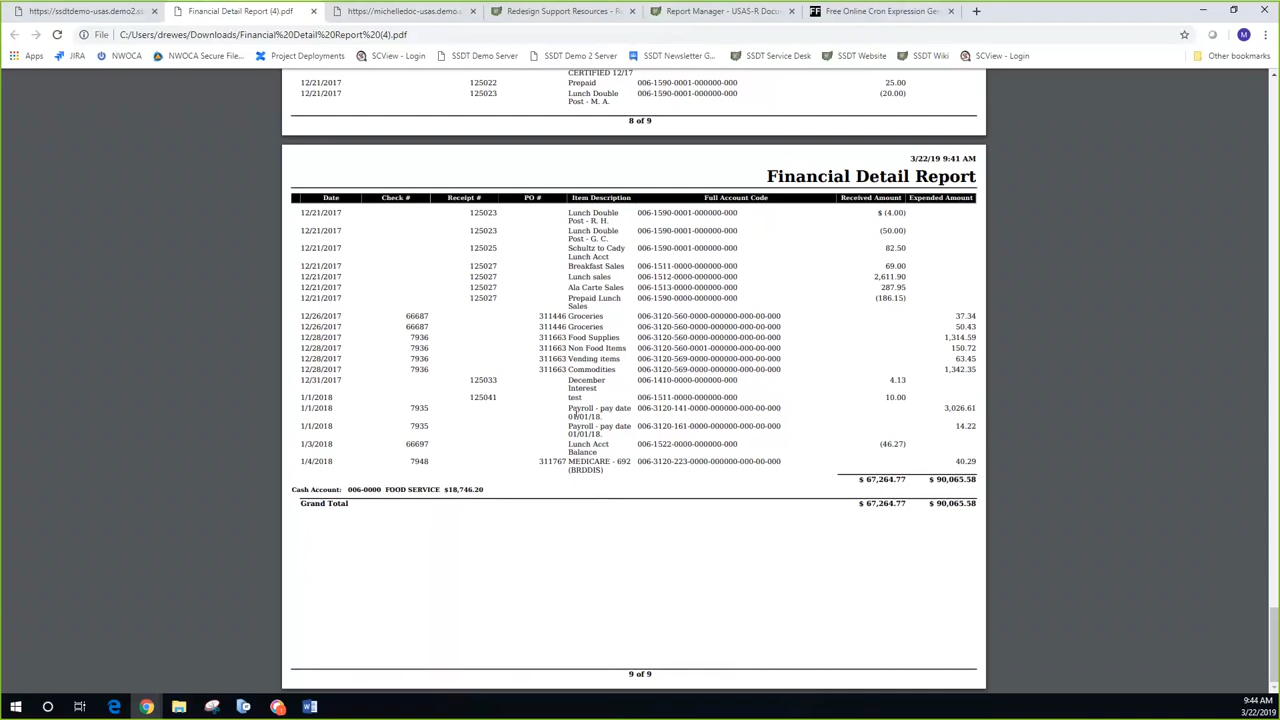 https://ssdtdemo-usas.demo2.ss
Financial Detail Report (4).pdf
https://michelledoc-usas.demo.
Redesign Support Resources - R
Report Manager - USAS-R Docu
FF Free Online Cron Expression Ge
File C:/Users/drewes/Downloads/Financial%20Detail%20Report%20(4).pdf
M
Apps JIRA NWOCA NWOCA Secure File... Project Deployments SCView - Login SSDT Demo Server SSDT Demo 2 Server SSDT Newsletter G... SSDT Service Desk SSDT Website SSDT Wiki SCView - Login Other bookmarks
CERTIFIED 12/17
12/21/2017 125022 Prepaid 006-1590-0001-000000-000 25.00
12/21/2017 125023 Lunch Double 006-1590-0001-000000-000 (20.00)
Post - M. A.
8 of 9
3/22/19 9:41 AM
Financial Detail Report
Date Check # Receipt # PO # Item Description Full Account Code Received Amount Expended Amount
12/21/2017 125023 Lunch Double 006-1590-0001-000000-000 $ (4.00)
Post - R. H.
12/21/2017 125023 Lunch Double 006-1590-0001-000000-000 (50.00)
Post - G. C.
12/21/2017 125025 Schultz to Cady 006-1590-0001-000000-000 82.50
Lunch Acct
12/21/2017 125027 Breakfast Sales 006-1511-0000-000000-000 69.00
12/21/2017 125027 Lunch sales 006-1512-0000-000000-000 2,611.90
12/21/2017 125027 Ala Carte Sales 006-1513-0000-000000-000 287.95
12/21/2017 125027 Prepaid Lunch 006-1590-0000-000000-000 (186.15)
Sales
12/26/2017 66687 311446 Groceries 006-3120-560-0000-000000-000-00-000 37.34
12/26/2017 66687 311446 Groceries 006-3120-560-0000-000000-000-00-000 50.43
12/28/2017 7936 311663 Food Supplies 006-3120-560-0000-000000-000-00-000 1,314.59
12/28/2017 7936 311663 Non Food Items 006-3120-560-0001-000000-000-00-000 150.72
12/28/2017 7936 311663 Vending items 006-3120-569-0000-000000-000-00-000 63.45
12/28/2017 7936 311663 Commodities 006-3120-569-0000-000000-000-00-000 1,342.35
12/31/2017 125033 December 006-1410-0000-000000-000 4.13
Interest
1/1/2018 125041 test 006-1511-0000-000000-000 10.00
1/1/2018 7935 Payroll - pay date 006-3120-141-0000-000000-000-00-000 3,026.61
01/01/18.
1/1/2018 7935 Payroll - pay date 006-3120-161-0000-000000-000-00-000 14.22
01/01/18.
1/3/2018 66697 Lunch Acct 006-1522-0000-000000-000 (46.27)
Balance
1/4/2018 7948 311767 MEDICARE - 692 006-3120-223-0000-000000-000-00-000 40.29
(BRDDIS)
$ 67,264.77 $ 90,065.58
Cash Account: 006-0000 FOOD SERVICE $18,746.20
Grand Total $ 67,264.77 $ 90,065.58
9 of 9
9:44 AM
3/22/2019